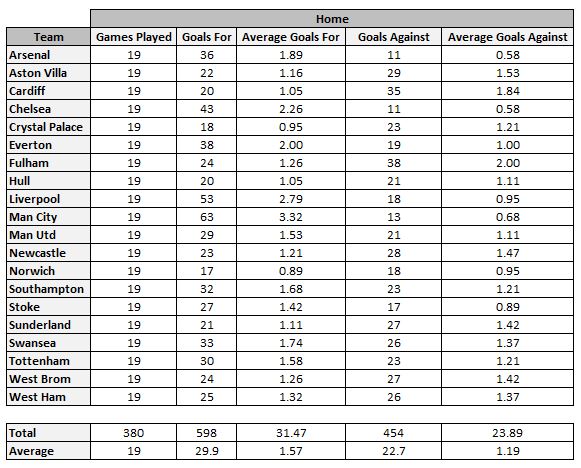 Home
Team Games Played Goals For Average Goals For Goals Against Average Goals Against
Arsenal 19 36 1.89 11 0.58
Aston Villa 19 22 1.16 29 1.53
Cardiff 19 20 1.05 35 1.84
Chelsea 19 43 2.26 11 0.58
Crystal Palace 19 18 0.95 23 1.21
Everton 19 38 2.00 19 1.00
Fulham 19 24 1.26 38 2.00
Hull 19 20 1.05 21 1.11
Liverpool 19 53 2.79 18 0.95
Man City 19 63 3.32 13 0.68
Man Utd 19 29 1.53 21 1.11
Newcastle 19 23 1.21 28 1.47
Norwich 19 17 0.89 18 0.95
Southampton 19 32 1.68 23 1.21
Stoke 19 27 1.42 17 0.89
Sunderland 19 21 1.11 27 1.42
Swansea 19 33 1.74 26 1.37
Tottenham 19 30 1.58 23 1.21
West Brom 19 24 1.26 27 1.42
West Ham 19 25 1.32 26 1.37
Total 380 598 31.47 454 23.89
Average 19 29.9 1.57 22.7 1.19